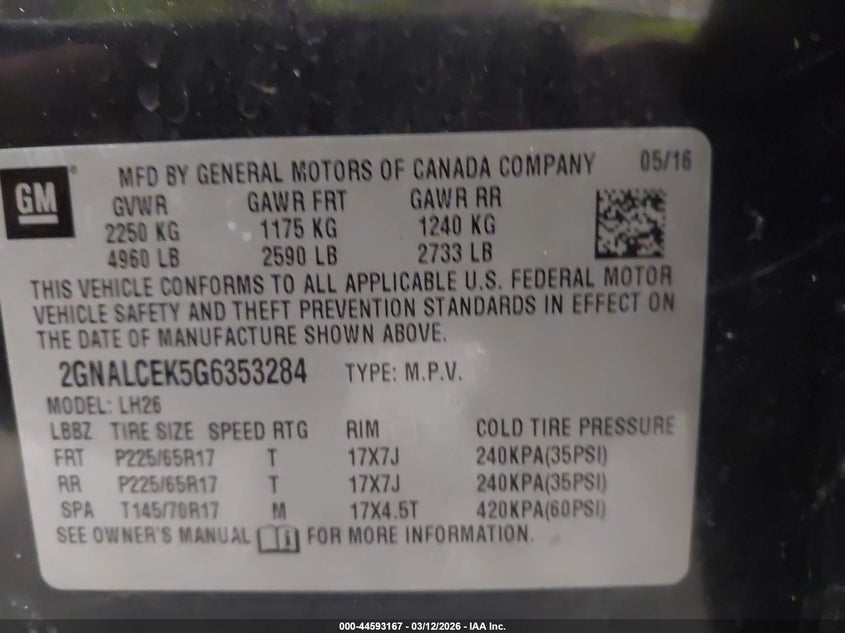 GM
MFD BY GENERAL MOTORS OF CANADA COMPANY 05/16
GVWR GAWR FRT GAWR RR
2250 KG 1175 KG 1240 KG
4960 LB 2590 LB 2733 LB
THIS VEHICLE CONFORMS TO ALL APPLICABLE U.S. FEDERAL MOTOR
VEHICLE SAFETY AND THEFT PREVENTION STANDARDS IN EFFECT ON
THE DATE OF MANUFACTURE SHOWN ABOVE.
2GNALCEK5G6353284 TYPE: M.P.V.
MODEL: LH26
LBBZ TIRE SIZE SPEED RTG RIM COLD TIRE PRESSURE
FRT P225/65R17 T 17X7J 240KPA(35PSI)
RR P225/65R17 T 17X7J 240KPA(35PSI)
SPA T145/70R17 M 17X4.5T 420KPA(60PSI)
SEE OWNER'S MANUAL FOR MORE INFORMATION.
000-44593167 - 03/12/2026 - IAA Inc.